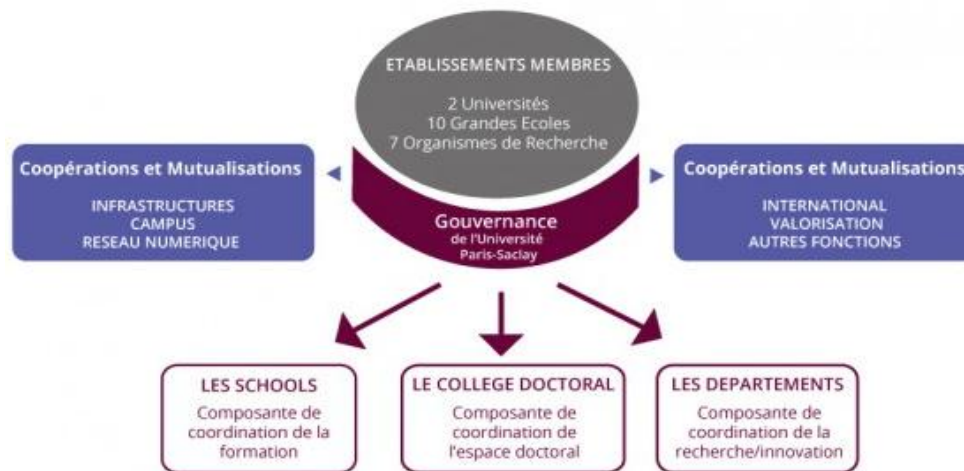 ETABLISSEMENTS MEMBRES
2 Universités
10 Grandes Ecoles
7 Organismes de Recherche
Coopérations et Mutualisations
INFRASTRUCTURES
CAMPUS
RESEAU NUMERIQUE
Gouvernance
de l'Université
Paris-Saclay
Coopérations et Mutualisations
INTERNATIONAL
VALORISATION
AUTRES FONCTIONS
LES SCHOOLS
Composante de
coordination de la
formation
LE COLLEGE DOCTORAL
Composante de
coordination de
l'espace doctoral
LES DEPARTEMENTS
Composante de
coordination de la
recherche/innovation